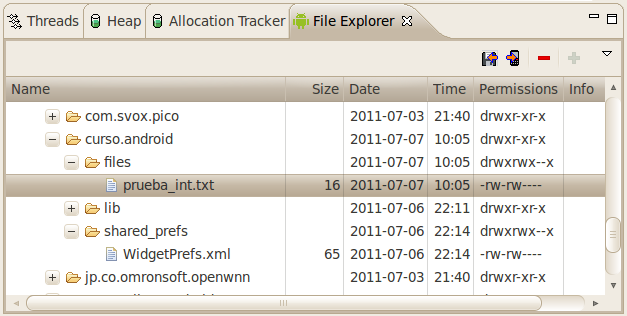 Threads Heap Allocation Tracker File Explorer
Name Size Date Time Permissions Info
com.svox.pico 2011-07-03 21:40 drwxr-xr-x
curso.android 2011-07-07 10:05 drwxr-xr-x
files 2011-07-07 10:05 drwxrwx--x
prueba_int.txt 16 2011-07-07 10:05 -rw-rw----
lib 2011-07-06 22:11 drwxr-xr-x
shared_prefs 2011-07-06 22:14 drwxrwx--x
WidgetPrefs.xml 65 2011-07-06 22:14 -rw-rw----
jp.co.omronsoft.openwnn 2011-07-03 21:40 drwxr-xr-x